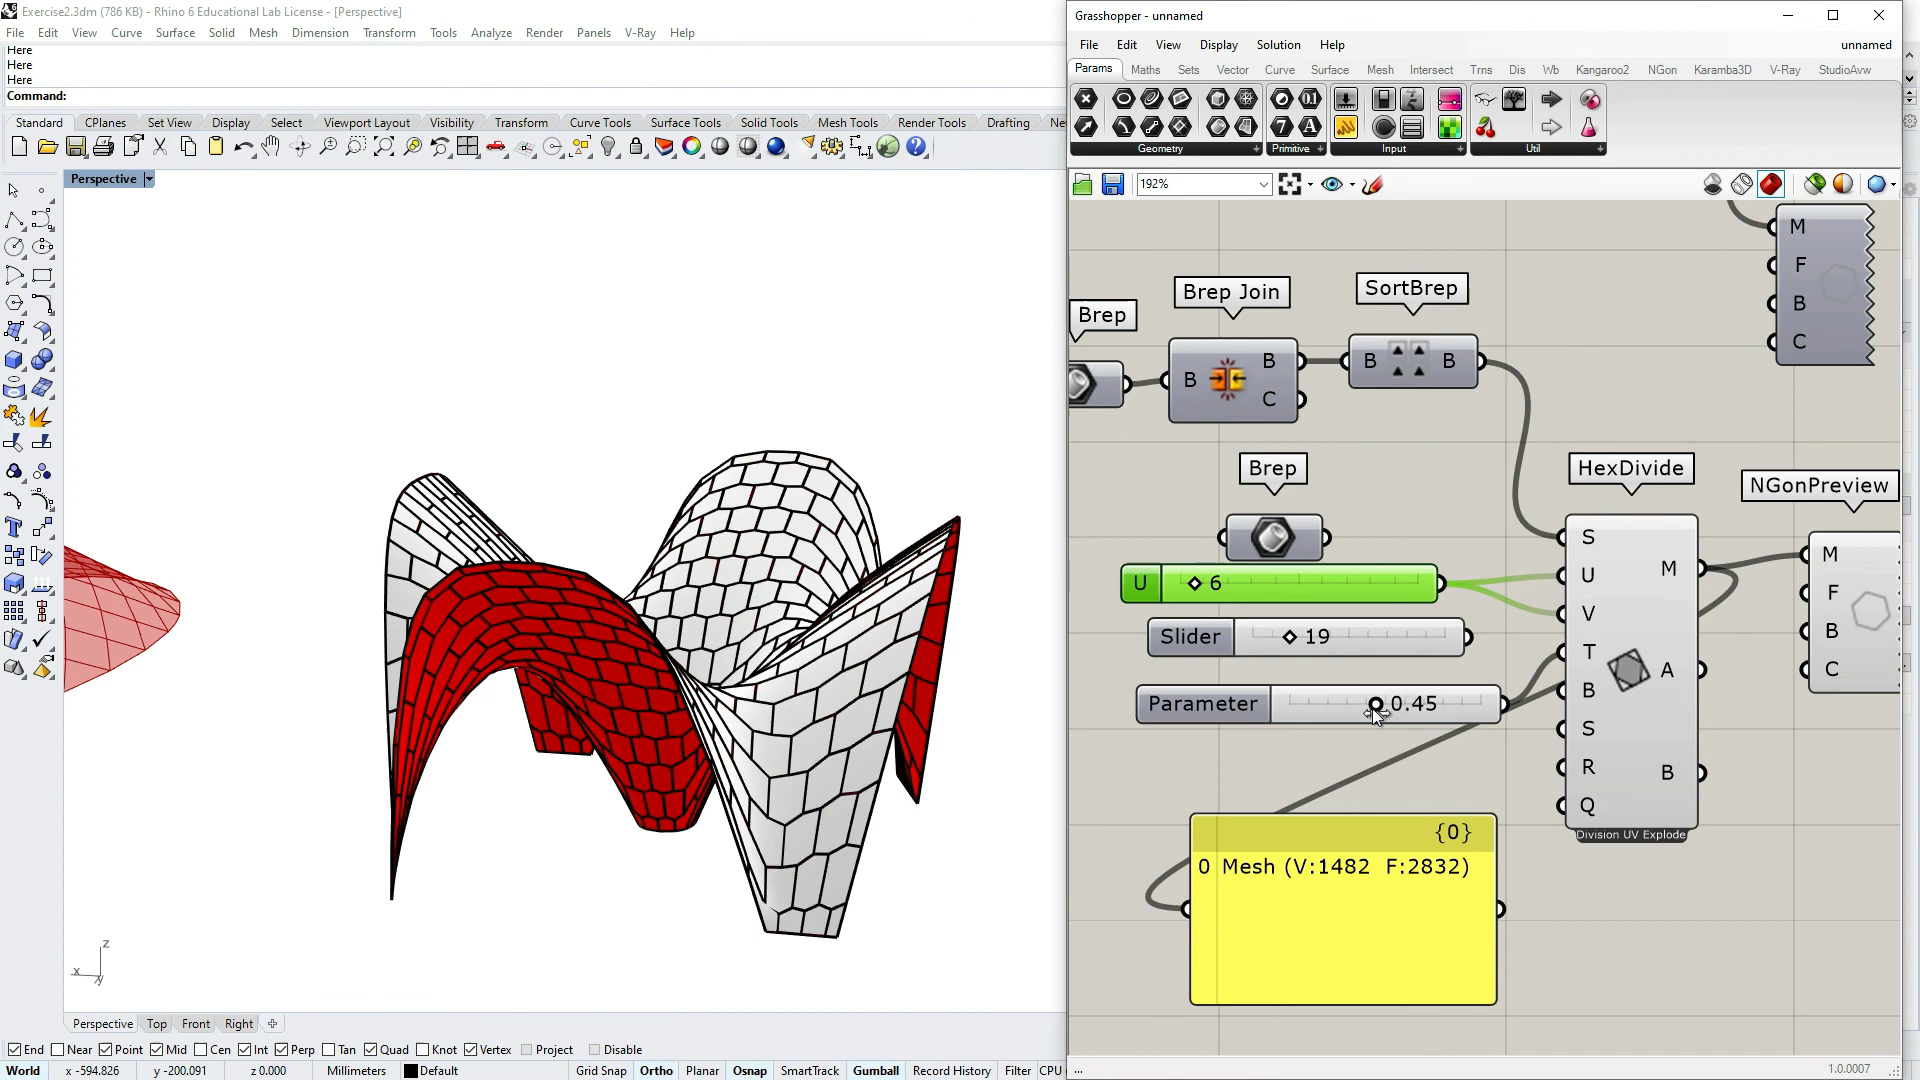 Exercise2.3dm (786 KB) - Rhino 6 Educational Lab License - [Perspective]
File Edit View Curve Surface Solid Mesh Dimension Transform Tools Analyze Render Panels V-Ray Help
Here
Here
Here
Command:
Standard CPlanes Set View Display Select Viewport Layout Visibility Transform Curve Tools Surface Tools Solid Tools Mesh Tools Render Tools Drafting Ne
Perspective
z
x
y
Perspective Top Front Right
End Near Point Mid Cen Int Perp Tan Quad Knot Vertex Project Disable
World x -594.826 y -200.091 z 0.000 Millimeters Default Grid Snap Ortho Planar Osnap SmartTrack Gumball Record History Filter CPU
Grasshopper - unnamed
File Edit View Display Solution Help unnamed
Params Maths Sets Vector Curve Surface Mesh Intersect Trns Dis Wb Kangaroo2 NGon Karamba3D V-Ray StudioAvw
Geometry Primitive Input Util
192%
M
F
B
C
Brep Join
SortBrep
Brep
B
B
C
B B
Brep
HexDivide
NGonPreview
U 6
Slider 19
Parameter 0.45
S
U
V
T
B
S
R
Q
M
A
B
Division UV Explode
M
F
B
C
{0}
0 Mesh (V:1482 F:2832)
...
1.0.0007